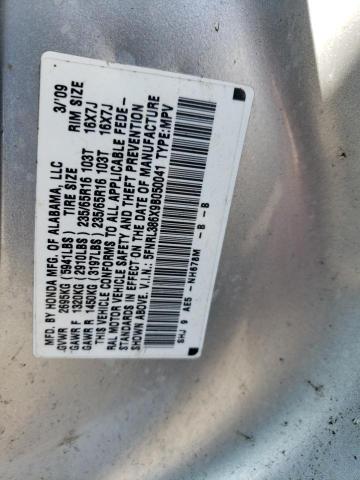 MFD. BY HONDA MFG. OF ALABAMA, LLC 3/'09
GVWR 2695KG (5941LBS) TIRE SIZE RIM SIZE
GAWR F 1320KG (2910LBS) 235/65R16 103T 16X7J
GAWR R 1450KG (3197LBS) 235/65R16 103T 16X7J
THIS VEHICLE CONFORMS TO ALL APPLICABLE FEDE-
RAL MOTOR VEHICLE SAFETY AND THEFT PREVENTION
STANDARDS IN EFFECT ON THE DATE OF MANUFACTURE
SHOWN ABOVE. V.I.N.: 5FNRL386X9B050041 TYPE:MPV
SHJ 9 AE5 -NH678M -B -B